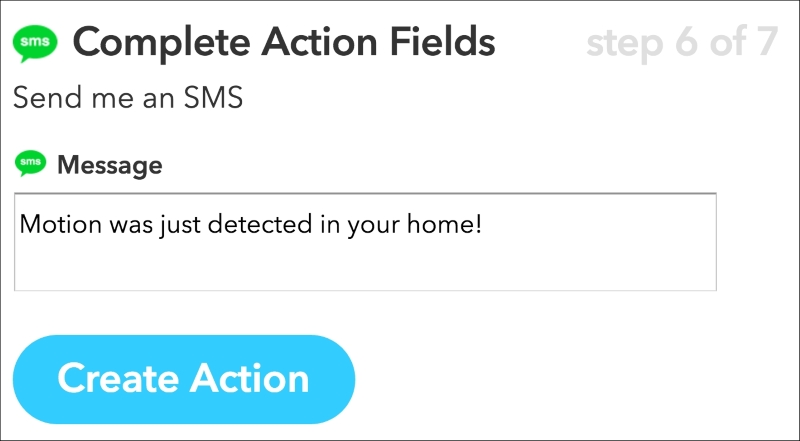 sms Complete Action Fields step 6 of 7
Send me an SMS
sms Message
Motion was just detected in your home!
Create Action